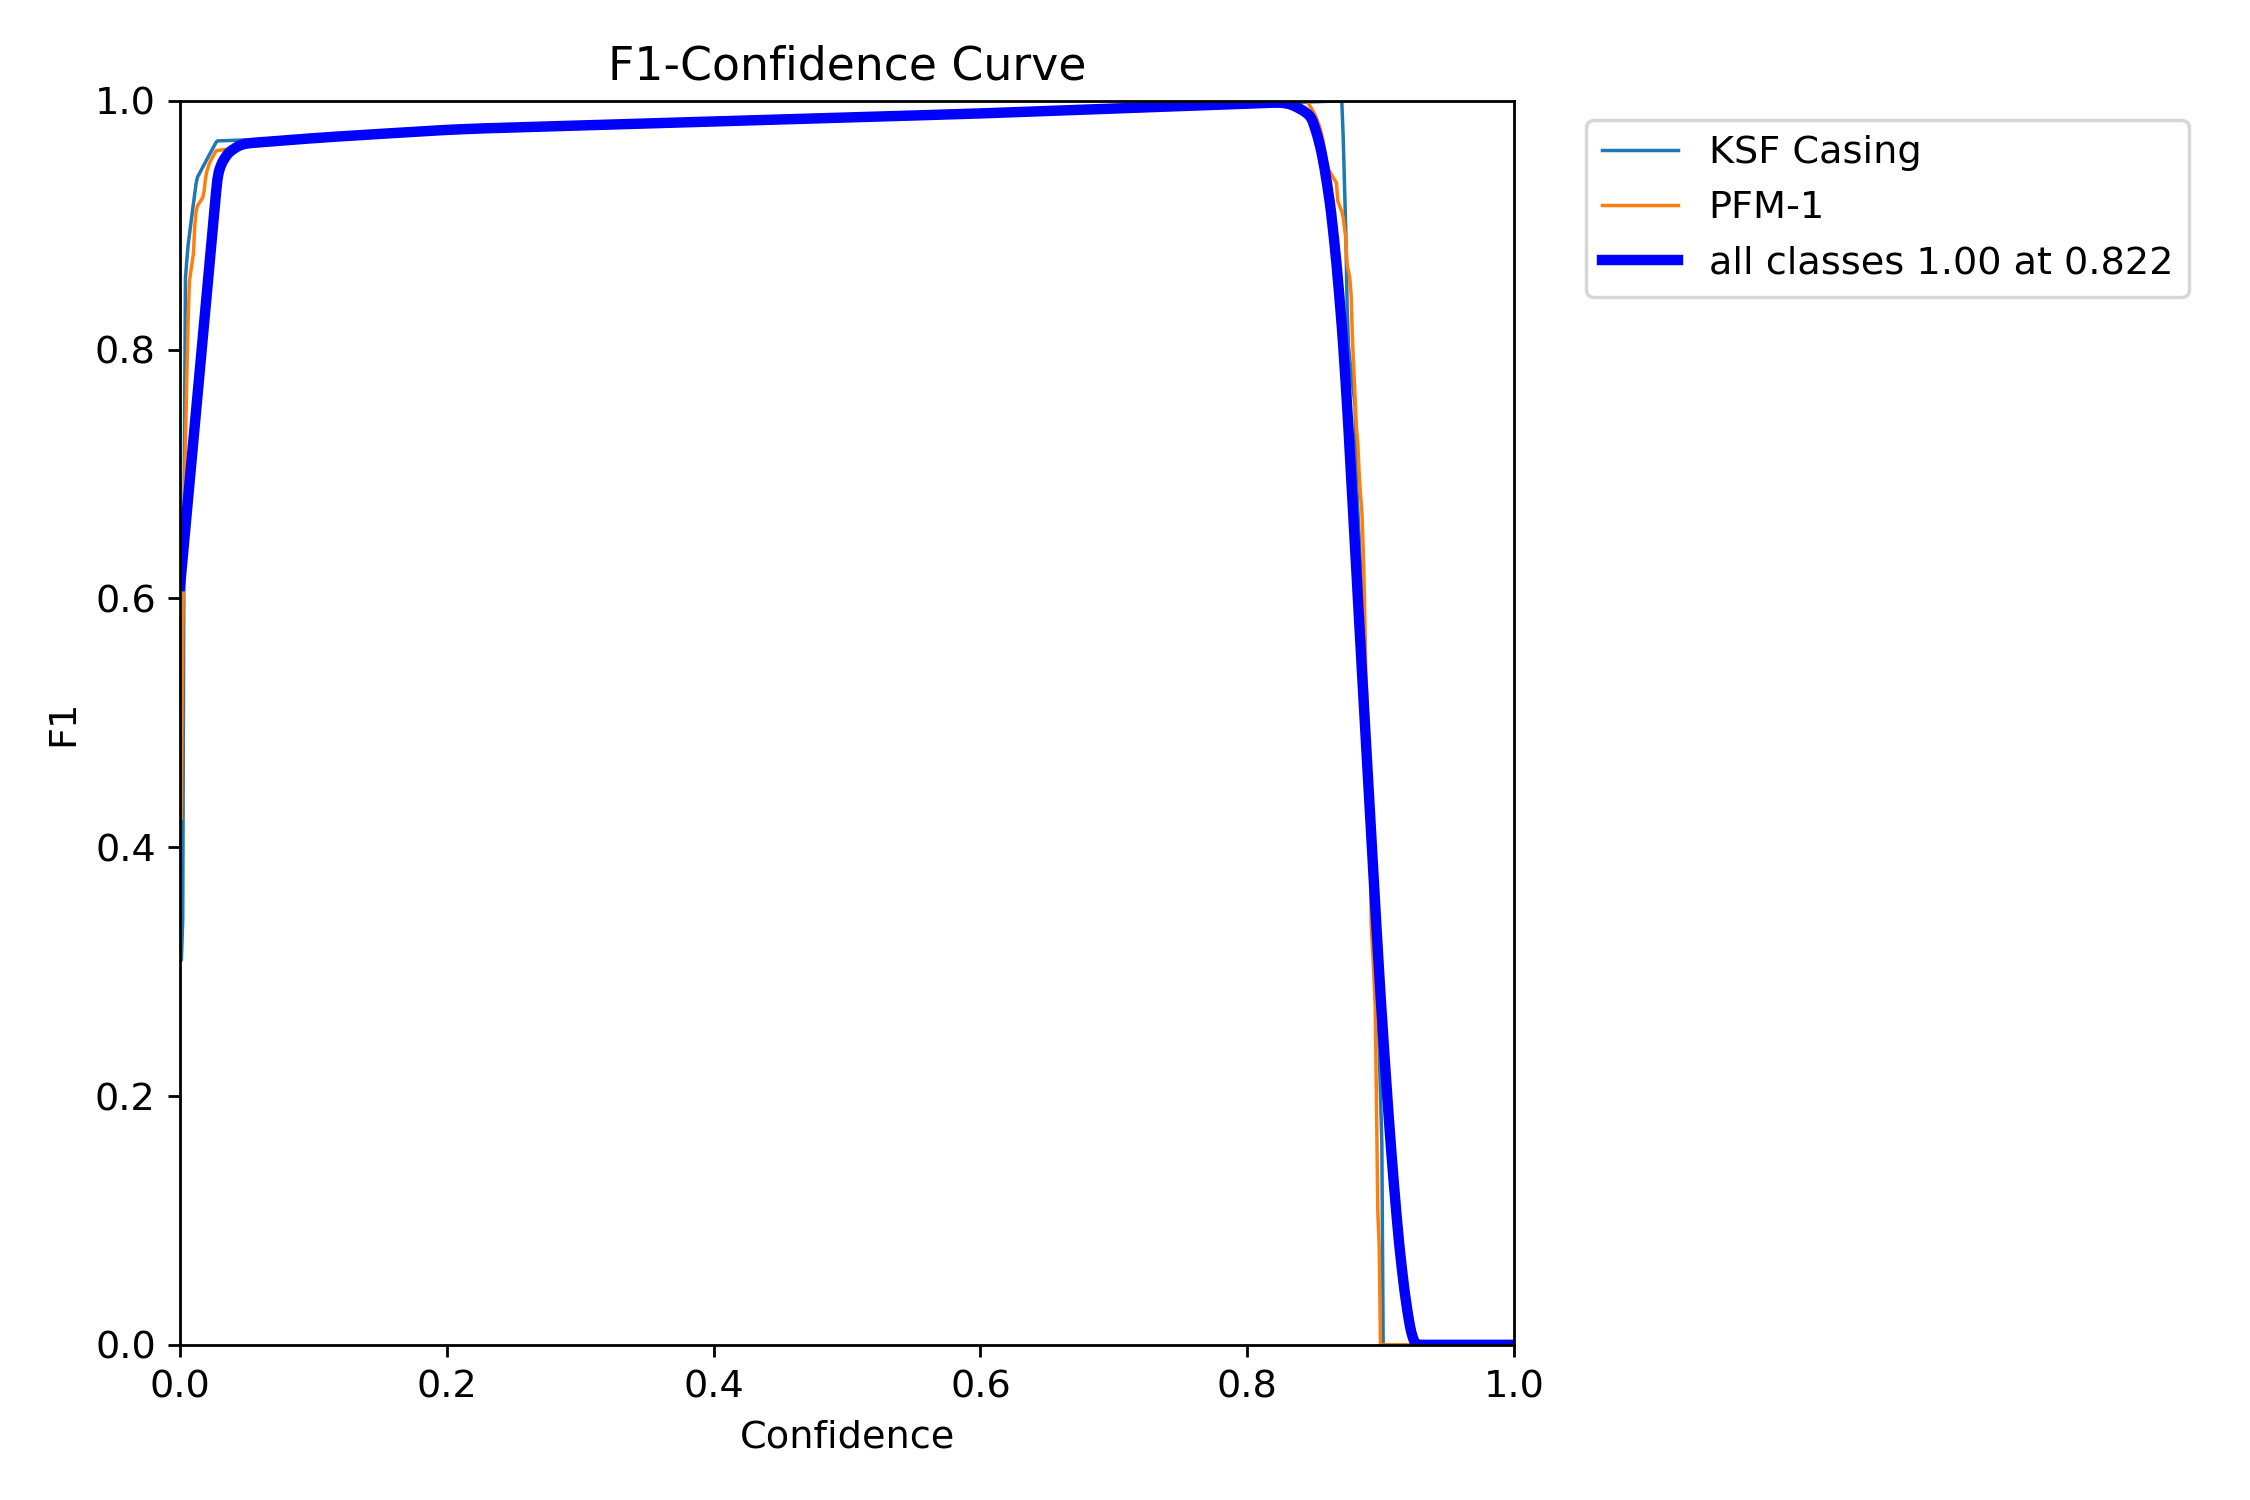 F1-Confidence Curve
1.0
0.8
0.6
0.4
0.2
0.0
F1
0.0 0.2 0.4 0.6 0.8 1.0
Confidence
KSF Casing
PFM-1
all classes 1.00 at 0.822